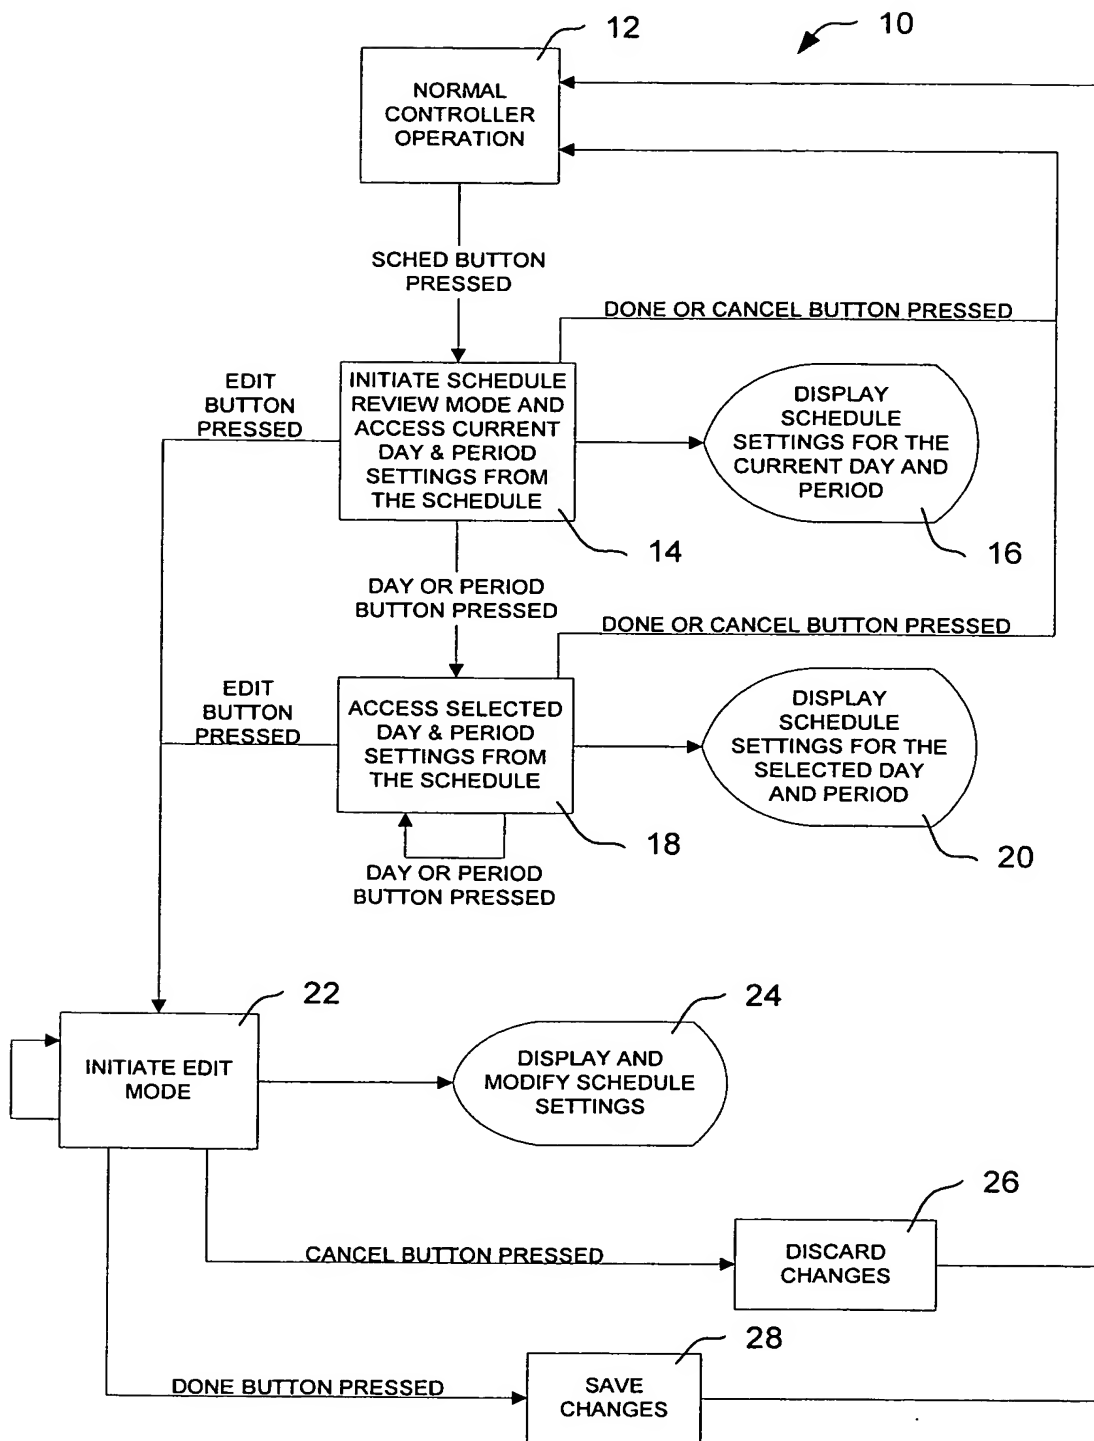 12
10
NORMAL
CONTROLLER
OPERATION
SCHED BUTTON
PRESSED
DONE OR CANCEL BUTTON PRESSED
EDIT
BUTTON
PRESSED
INITIATE SCHEDULE
REVIEW MODE AND
ACCESS CURRENT
DAY & PERIOD
SETTINGS FROM
THE SCHEDULE
DISPLAY
SCHEDULE
SETTINGS FOR THE
CURRENT DAY AND
PERIOD
14
16
DAY OR PERIOD
BUTTON PRESSED
DONE OR CANCEL BUTTON PRESSED
EDIT
BUTTON
PRESSED
ACCESS SELECTED
DAY & PERIOD
SETTINGS FROM
THE SCHEDULE
DISPLAY
SCHEDULE
SETTINGS FOR THE
SELECTED DAY
AND PERIOD
18
20
DAY OR PERIOD
BUTTON PRESSED
22
24
INITIATE EDIT
MODE
DISPLAY AND
MODIFY SCHEDULE
SETTINGS
26
CANCEL BUTTON PRESSED
DISCARD
CHANGES
28
DONE BUTTON PRESSED
SAVE
CHANGES